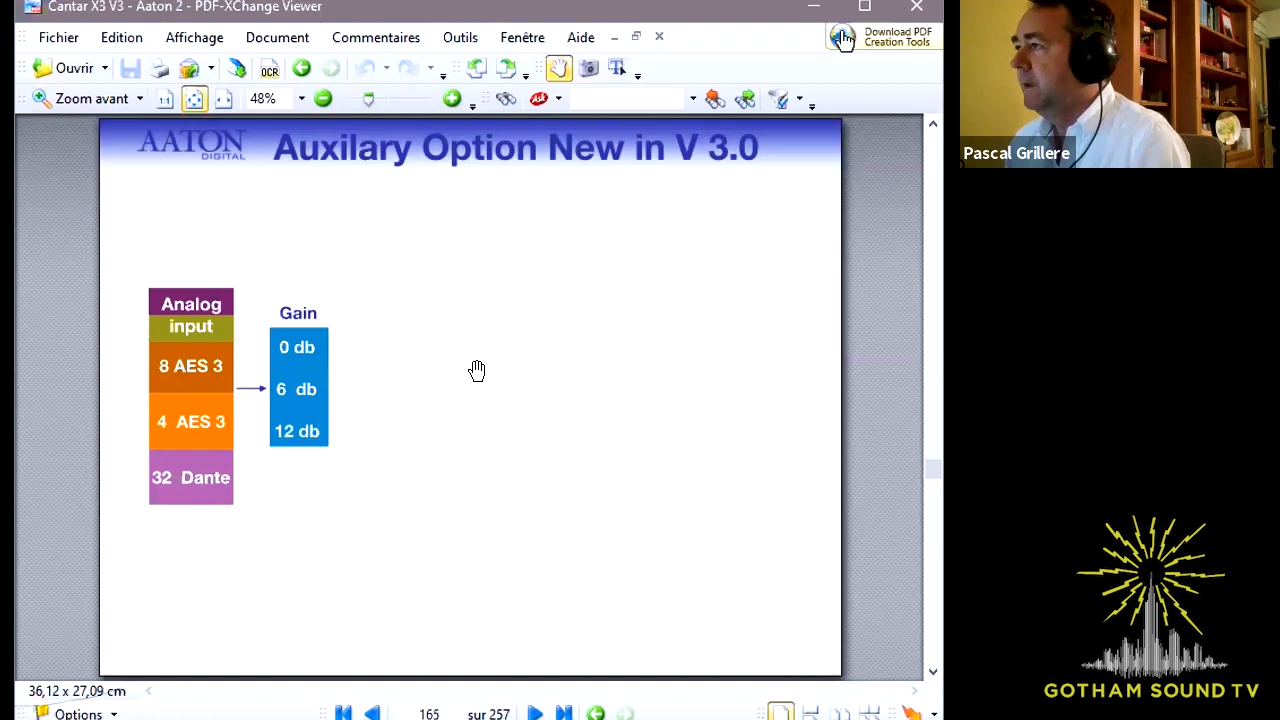 Cantar X3 V3 - Aaton 2 - PDF-XChange Viewer
Fichier Edition Affichage Document Commentaires Outils Fenêtre Aide
Download PDF
Creation Tools
Ouvrir
OCR
Zoom avant
1:1
48%
Ask
AATON
DIGITAL
Auxilary Option New in V 3.0
Analog
input
8 AES 3
4 AES 3
32 Dante
Gain
0 db
6 db
12 db
36,12 x 27,09 cm
Options
165 sur 257
Pascal Grillere
GOTHAM SOUND TV